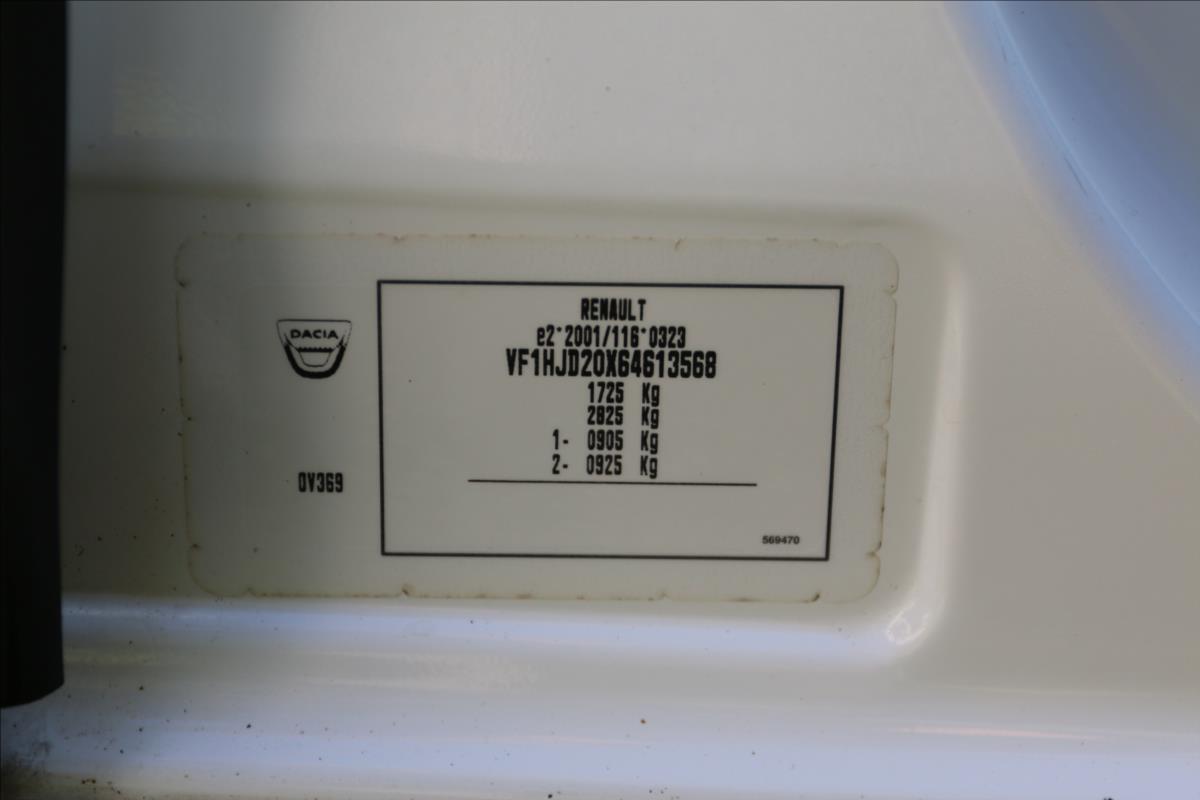 RENAULT
e2*2001/116*0323
VF1HJD20X64613568
1725 Kg
2825 Kg
1- 0905 Kg
2- 0925 Kg
DACIA
0V369
569470